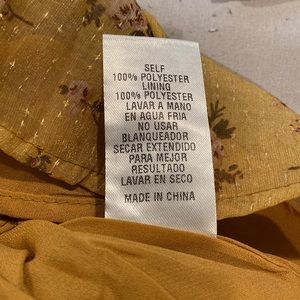 SELF
100% POLYESTER
LINING
100% POLYESTER
LAVAR A MANO
EN AGUA FRIA
NO USAR
BLANQUEADOR
SECAR EXTENDIDO
PARA MEJOR
RESULTADO
LAVAR EN SECO
MADE IN CHINA